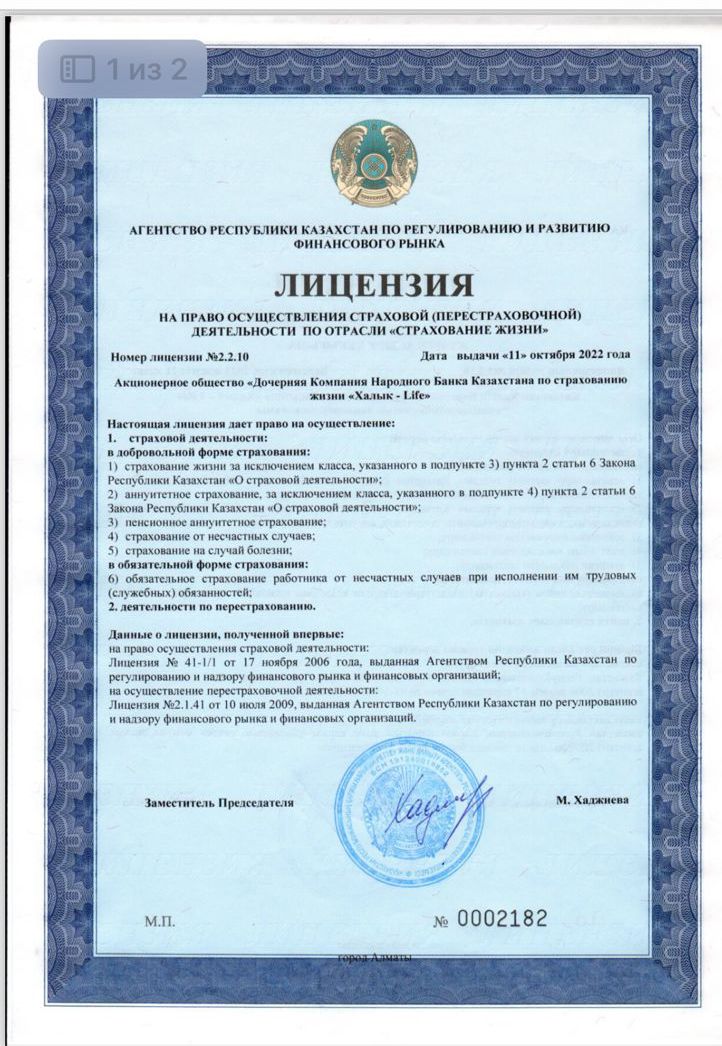 1 из 2
АГЕНТСТВО РЕСПУБЛИКИ КАЗАХСТАН ПО РЕГУЛИРОВАНИЮ И РАЗВИТИЮ
ФИНАНСОВОГО РЫНКА
ЛИЦЕНЗИЯ
НА ПРАВО ОСУЩЕСТВЛЕНИЯ СТРАХОВОЙ (ПЕРЕСТРАХОВОЧНОЙ)
ДЕЯТЕЛЬНОСТИ ПО ОТРАСЛИ «СТРАХОВАНИЕ ЖИЗНИ»
Номер лицензии №2.2.10 Дата выдачи «11» октября 2022 года
Акционерное общество «Дочерняя Компания Народного Банка Казахстана по страхованию
жизни «Халык - Life»
Настоящая лицензия дает право на осуществление:
1. страховой деятельности:
в добровольной форме страхования:
1) страхование жизни за исключением класса, указанного в подпункте 3) пункта 2 статьи 6 Закона
Республики Казахстан «О страховой деятельности»;
2) аннуитетное страхование, за исключением класса, указанного в подпункте 4) пункта 2 статьи 6
Закона Республики Казахстан «О страховой деятельности»;
3) пенсионное аннуитетное страхование;
4) страхование от несчастных случаев;
5) страхование на случай болезни;
в обязательной форме страхования:
6) обязательное страхование работника от несчастных случаев при исполнении им трудовых
(служебных) обязанностей;
2. деятельности по перестрахованию.
Данные о лицензии, полученной впервые:
на право осуществления страховой деятельности:
Лицензия № 41-1/1 от 17 ноября 2006 года, выданная Агентством Республики Казахстан по
регулированию и надзору финансового рынка и финансовых организаций;
на осуществление перестраховочной деятельности:
Лицензия №2.1.41 от 10 июля 2009, выданная Агентством Республики Казахстан по регулированию
и надзору финансового рынка и финансовых организаций.
Заместитель Председателя М. Хаджиева
М.П. № 0002182
город Алматы